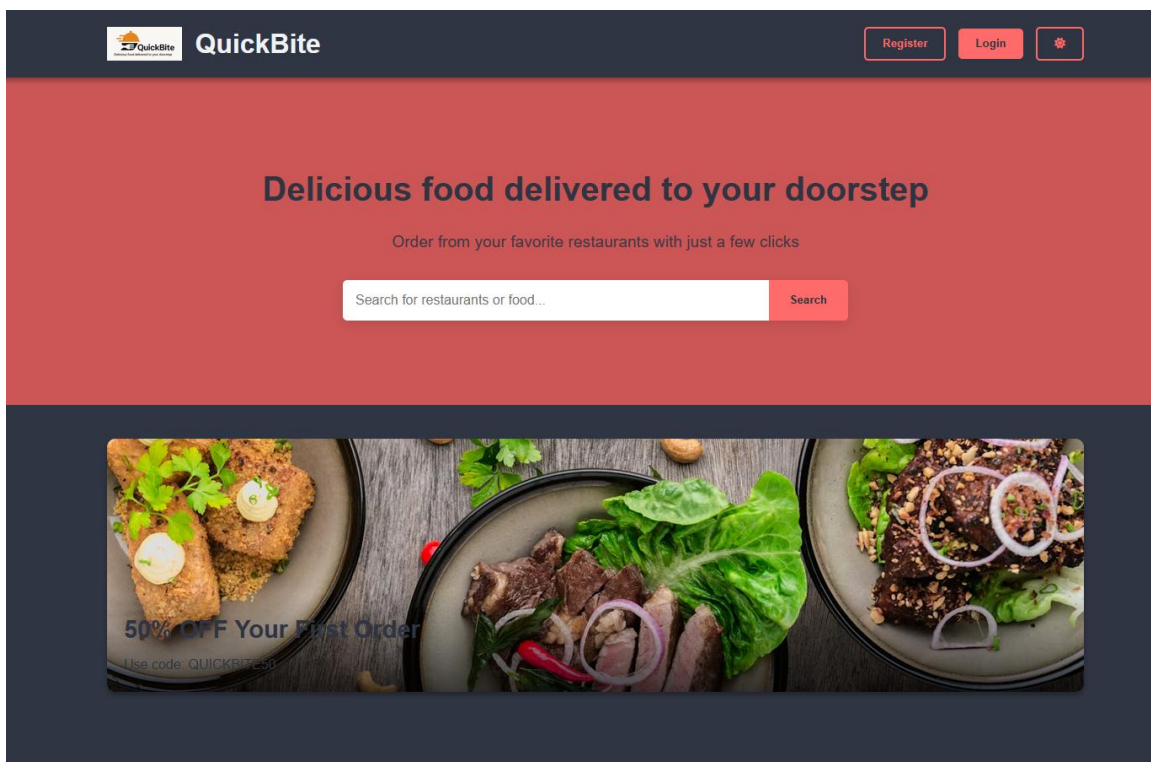 QuickBite
QuickBite
Register
Login
Delicious food delivered to your doorstep
Order from your favorite restaurants with just a few clicks
Search for restaurants or food...
Search
50% OFF Your First Order
Use code: QUICKBITE50